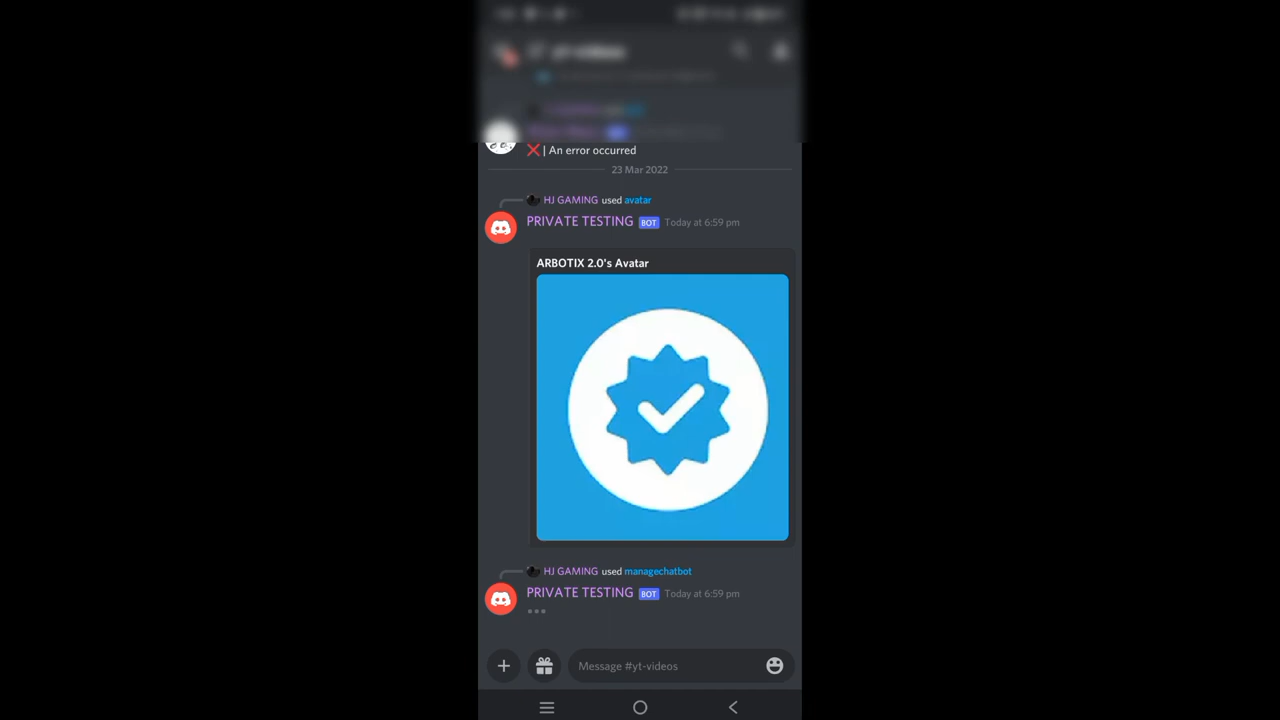 ❌ | An error occurred
23 Mar 2022
HJ GAMING used avatar
PRIVATE TESTING BOT Today at 6:59 pm
ARBOTIX 2.0's Avatar
HJ GAMING used managechatbot
PRIVATE TESTING BOT Today at 6:59 pm
Message #yt-videos